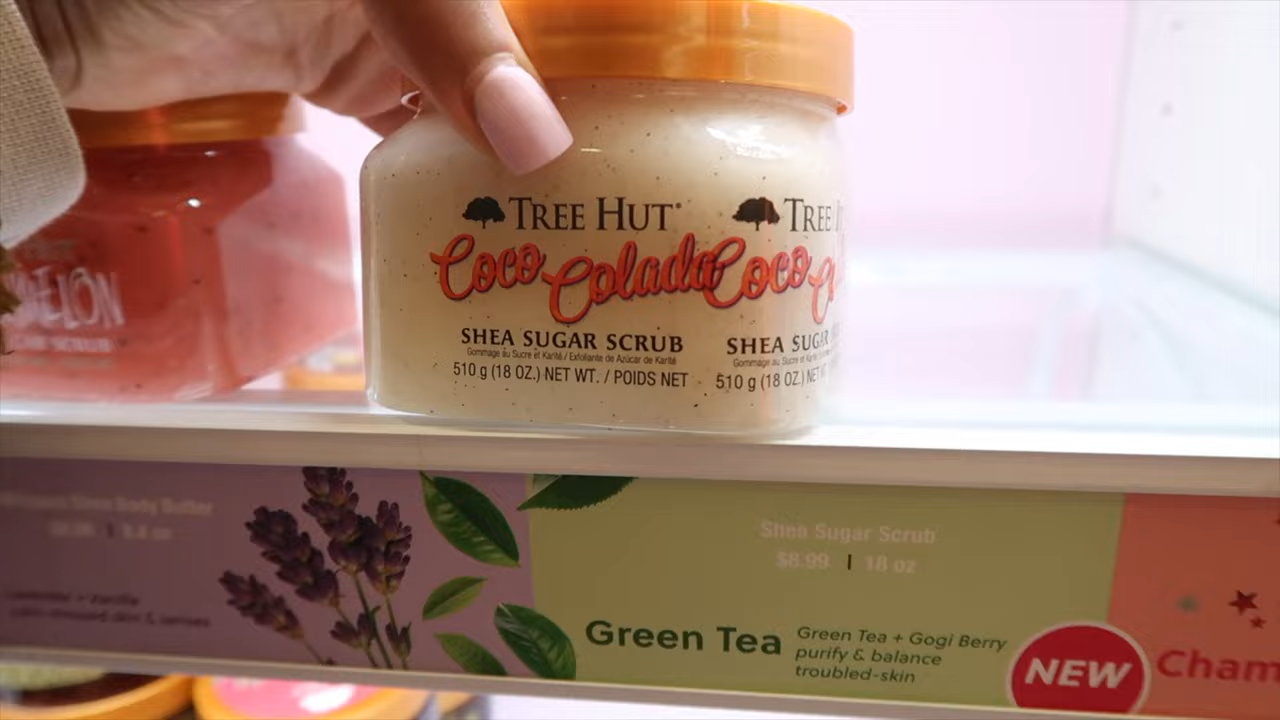 TREE HUT
Coco Colada
SHEA SUGAR SCRUB
Gommage au Sucre et Karité / Exfoliante de Azúcar de Karité
510 g (18 OZ.) NET WT. / POIDS NET
TREE
Coco
SHEA SUGAR
510 g (18 OZ.) NET
Body Butter
Shea Sugar Scrub
$8.99 | 18 oz
Green Tea
Green Tea + Gogi Berry
purify & balance
troubled-skin
NEW
Cham